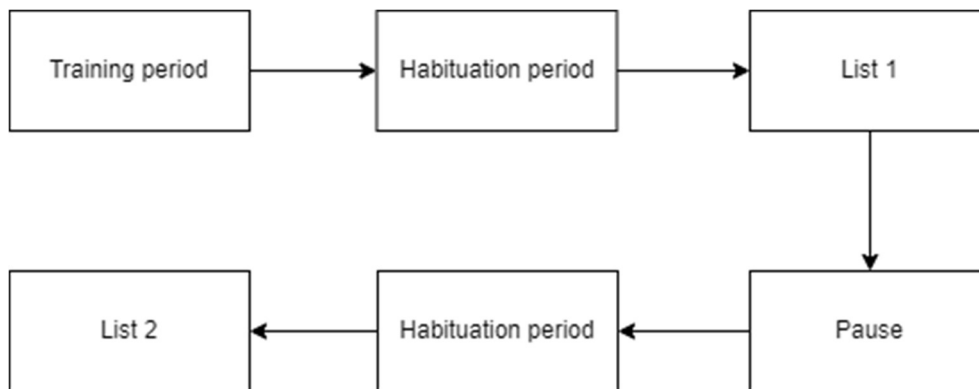 Training period
Habituation period
List 1
List 2
Habituation period
Pause